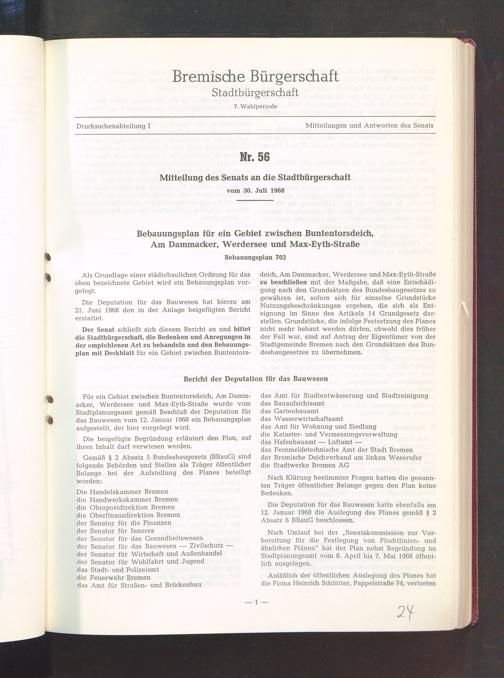 Bremische Bürgerschaft
Stadtbürgerschaft
7. Wahlperiode
Drucksachenabteilung I
Mitteilungen und Antworten des Senats
Nr. 56
Mitteilung des Senats an die Stadtbürgerschaft
vom 30. Juli 1968
Bebauungsplan für ein Gebiet zwischen Buntentorsdeich,
Am Dammacker, Werdersee und Max-Eyth-Straße
Bebauungsplan 702
Als Grundlage einer städtebaulichen Ordnung für das
oben bezeichnete Gebiet wird ein Bebauungsplan vor-
gelegt.
Die Deputation für das Bauwesen hat hierzu am
21. Juni 1968 den in der Anlage beigefügten Bericht
erstattet.
Der Senat schließt sich diesem Bericht an und bittet
die Stadtbürgerschaft, die Bedenken und Anregungen in
der empfohlenen Art zu behandeln und den Bebauungs-
plan mit Deckblatt für ein Gebiet zwischen Buntentors-
deich, Am Dammacker, Werdersee und Max-Eyth-Straße
zu beschließen mit der Maßgabe, daß eine Entschädi-
gung nach den Grundsätzen des Bundesbaugesetzes zu
gewähren ist, sofern sich für einzelne Grundstücke
Nutzungsbeschränkungen ergeben, die sich als Ent-
eignung im Sinne des Artikels 14 Grundgesetz dar-
stellen. Grundstücke, die infolge Festsetzung des Planes
nicht mehr bebaut werden dürfen, obwohl dies früher
der Fall war, sind auf Antrag der Eigentümer von der
Stadtgemeinde Bremen nach den Grundsätzen des Bun-
desbaugesetzes zu übernehmen.
Bericht der Deputation für das Bauwesen
Für ein Gebiet zwischen Buntentorsdeich, Am Damm-
acker, Werdersee und Max-Eyth-Straße wurde vom
Stadtplanungsamt gemäß Beschluß der Deputation für
das Bauwesen vom 12. Januar 1968 ein Bebauungsplan
aufgestellt, der hier vorgelegt wird.
Die beigefügte Begründung erläutert den Plan, auf
ihren Inhalt darf verwiesen werden.
Gemäß § 2 Absatz 5 Bundesbaugesetz (BBauG) sind
folgende Behörden und Stellen als Träger öffentlicher
Belange bei der Aufstellung des Planes beteiligt
worden:
Die Handelskammer Bremen
die Handwerkskammer Bremen
die Oberpostdirektion Bremen
die Oberfinanzdirektion Bremen
der Senator für die Finanzen
der Senator für Inneres
der Senator für das Gesundheitswesen
der Senator für das Bauwesen — Zivilschutz —
der Senator für Wirtschaft und Außenhandel
der Senator für Wohlfahrt und Jugend
das Stadt- und Polizeiamt
die Feuerwehr Bremen
das Amt für Straßen- und Brückenbau
das Amt für Stadtentwässerung und Stadtreinigung
das Bauaufsichtsamt
das Gartenbauamt
das Wasserwirtschaftsamt
das Amt für Wohnung und Siedlung
die Kataster- und Vermessungsverwaltung
das Hafenbauamt — Luftamt —
das Fernmeldetechnische Amt der Stadt Bremen
der Bremische Deichverband am linken Weserufer
die Stadtwerke Bremen AG
Nach Klärung bestimmter Fragen hatten die genann-
ten Träger öffentlicher Belange gegen den Plan keine
Bedenken.
Die Deputation für das Bauwesen hatte ebenfalls am
12. Januar 1968 die Auslegung des Planes gemäß § 2
Absatz 6 BBauG beschlossen.
Nach Umlauf bei der „Senatskommission zur Vor-
bereitung für die Festlegung von Fluchtlinien- und
ähnlichen Plänen" hat der Plan nebst Begründung im
Stadtplanungsamt vom 8. April bis 7. Mai 1968 öffent-
lich ausgelegen.
Anläßlich der öffentlichen Auslegung des Planes hat
die Firma Heinrich Schlütter, Pappelstraße 74, vertreten
— 1 —
24